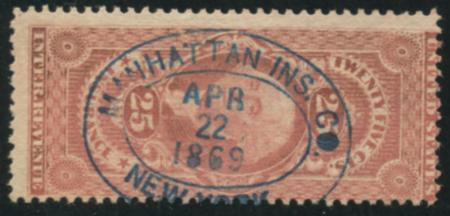 MANHATTAN INS. Co.
APR
22
1869
NEW YORK
INTER. REVENUE
25
25
TWENTY FIVE C
UNITED STATES